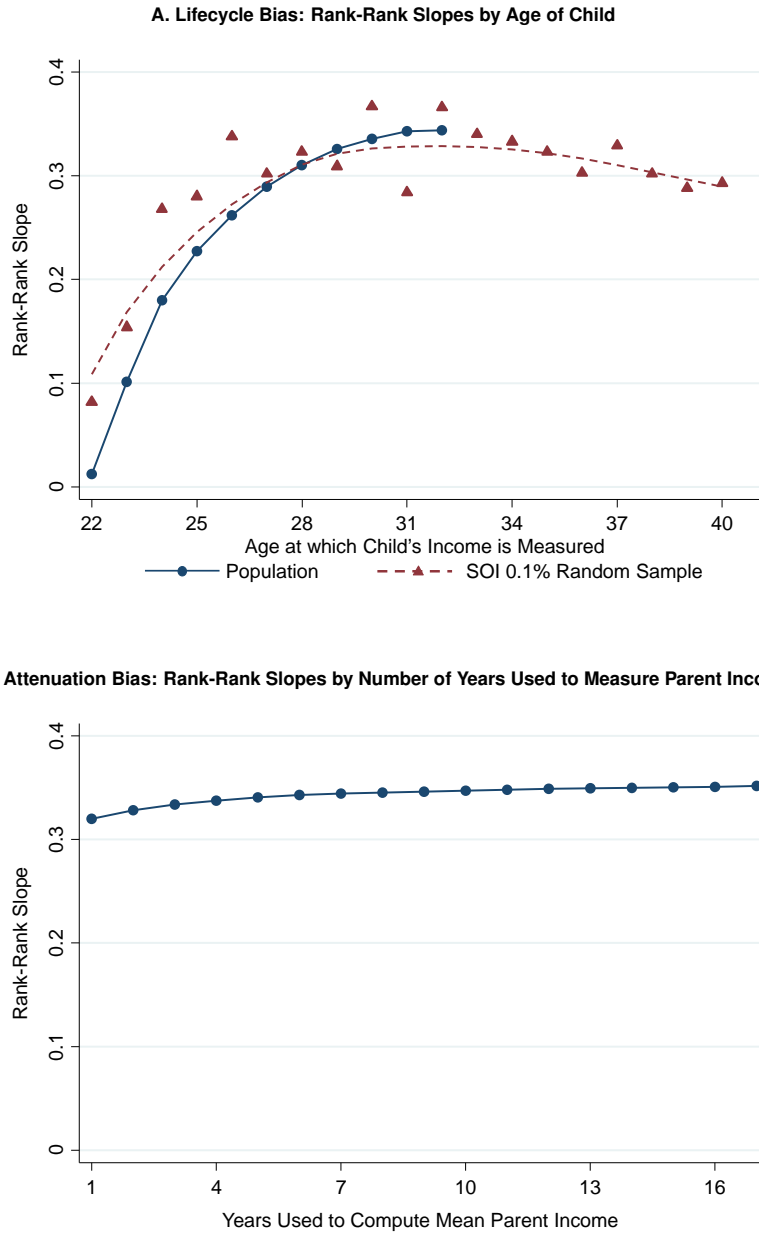 A. Lifecycle Bias: Rank-Rank Slopes by Age of Child
0.4
0.3
0.2
0.1
0
Rank-Rank Slope
22 25 28 31 34 37 40
Age at which Child's Income is Measured
Population SOI 0.1% Random Sample
Attenuation Bias: Rank-Rank Slopes by Number of Years Used to Measure Parent
0.4
0.3
0.2
0.1
0
Rank-Rank Slope
1 4 7 10 13 16
Years Used to Compute Mean Parent Income